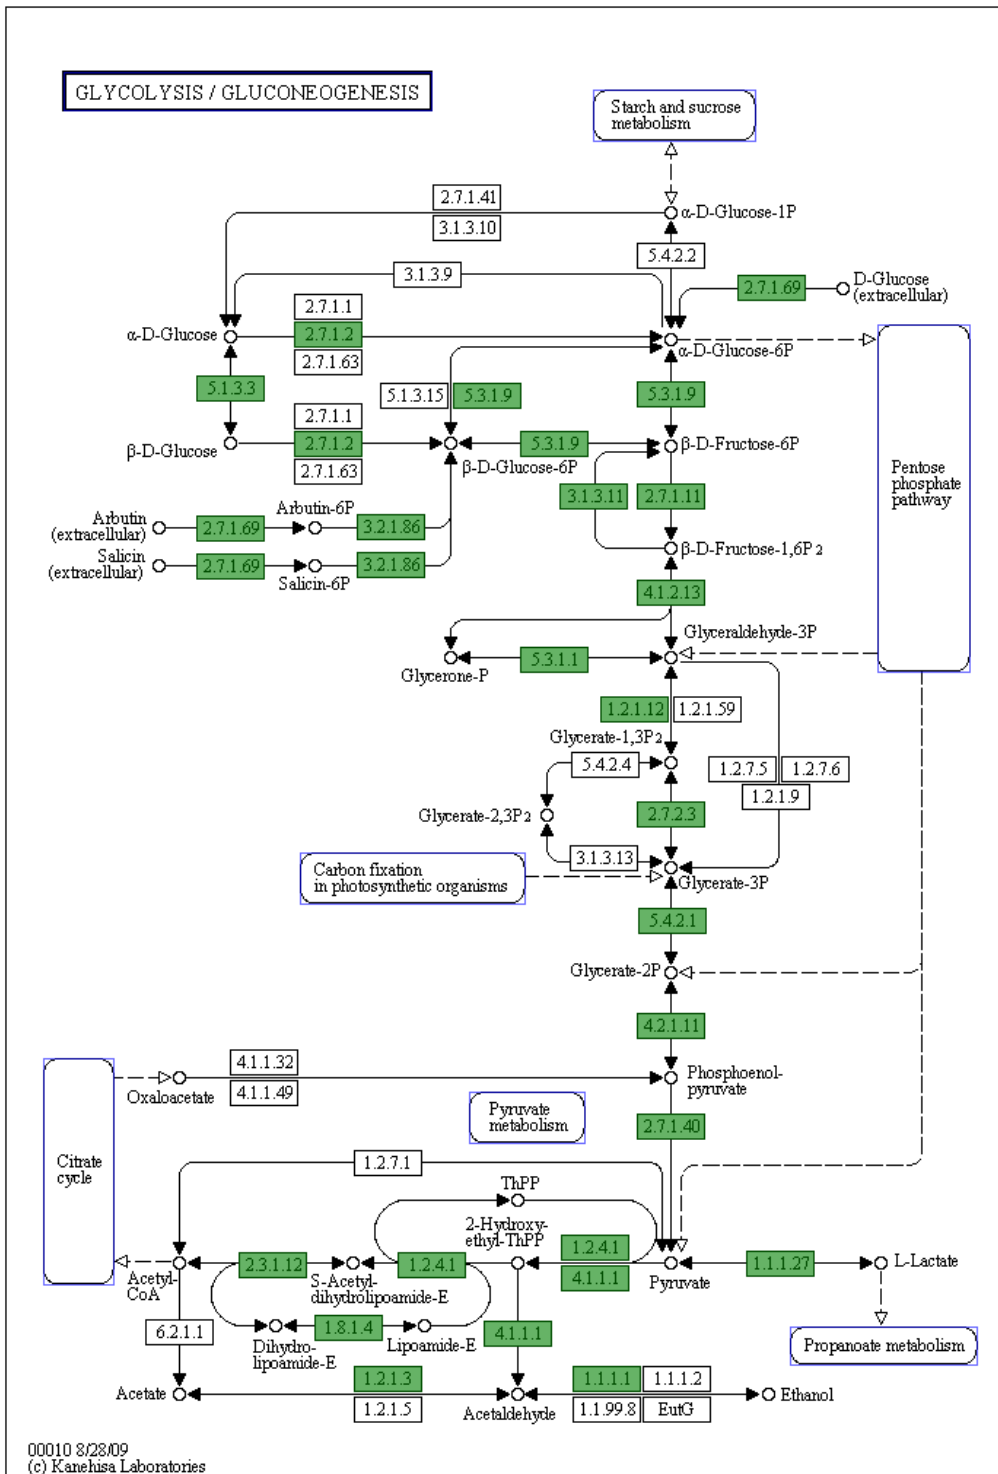 GLYCOLYSIS / GLUCONEOGENESIS
Starch and sucrose
metabolism
2.7.1.41
3.1.3.10
α-D-Glucose-1P
5.4.2.2
3.1.3.9
2.7.1.69
D-Glucose
(extracellular)
2.7.1.1
α-D-Glucose
2.7.1.2
2.7.1.63
α-D-Glucose-6P
5.1.3.3
5.1.3.15
5.3.1.9
5.3.1.9
2.7.1.1
β-D-Glucose
2.7.1.2
2.7.1.63
5.3.1.9
β-D-Glucose-6P
β-D-Fructose-6P
Pentose
phosphate
pathway
3.1.3.11
2.7.1.11
Arbutin
(extracellular)
2.7.1.69
Arbutin-6P
3.2.1.86
Salicin
(extracellular)
2.7.1.69
Salicin-6P
3.2.1.86
β-D-Fructose-1,6P2
4.1.2.13
Glyceraldehyde-3P
Glycerone-P
5.3.1.1
1.2.1.12
1.2.1.59
Glycerate-1,3P2
5.4.2.4
1.2.7.5
1.2.7.6
1.2.1.9
Glycerate-2,3P2
2.7.2.3
3.1.3.13
Carbon fixation
in photosynthetic organisms
Glycerate-3P
5.4.2.1
Glycerate-2P
4.2.1.11
4.1.1.32
Oxaloacetate
4.1.1.49
Phosphoenol-
pyruvate
Pyruvate
metabolism
2.7.1.40
Citrate
cycle
1.2.7.1
ThPP
2-Hydroxy-
ethyl-ThPP
1.2.4.1
2.3.1.12
1.2.4.1
4.1.1.1
1.1.1.27
L-Lactate
Acetyl-
CoA
S-Acetyl-
dihydrolipoamide-E
Pyruvate
6.2.1.1
1.8.1.4
4.1.1.1
Dihydro-
lipoamide-E
Lipoamide-E
Propanoate metabolism
1.2.1.3
1.1.1.1
1.1.1.2
Acetate
Ethanol
1.2.1.5
Acetaldehyde
1.1.99.8
EutG
00010 8/28/09
(c) Kanehisa Laboratories